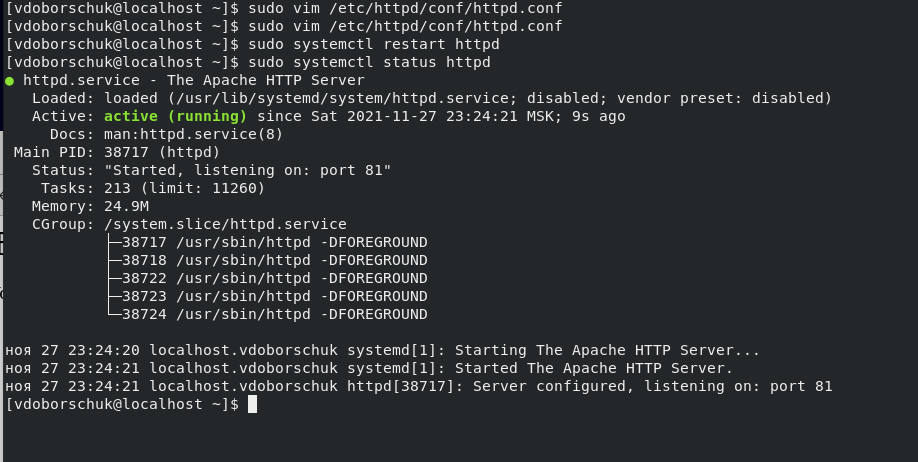 [vdoborschuk@localhost ~]$ sudo vim /etc/httpd/conf/httpd.conf
[vdoborschuk@localhost ~]$ sudo vim /etc/httpd/conf/httpd.conf
[vdoborschuk@localhost ~]$ sudo systemctl restart httpd
[vdoborschuk@localhost ~]$ sudo systemctl status httpd
● httpd.service - The Apache HTTP Server
   Loaded: loaded (/usr/lib/systemd/system/httpd.service; disabled; vendor preset: disabled)
   Active: active (running) since Sat 2021-11-27 23:24:21 MSK; 9s ago
     Docs: man:httpd.service(8)
 Main PID: 38717 (httpd)
   Status: "Started, listening on: port 81"
    Tasks: 213 (limit: 11260)
   Memory: 24.9M
   CGroup: /system.slice/httpd.service
           ├─38717 /usr/sbin/httpd -DFOREGROUND
           ├─38718 /usr/sbin/httpd -DFOREGROUND
           ├─38722 /usr/sbin/httpd -DFOREGROUND
           ├─38723 /usr/sbin/httpd -DFOREGROUND
           └─38724 /usr/sbin/httpd -DFOREGROUND

ноя 27 23:24:20 localhost.vdoborschuk systemd[1]: Starting The Apache HTTP Server...
ноя 27 23:24:21 localhost.vdoborschuk systemd[1]: Started The Apache HTTP Server.
ноя 27 23:24:21 localhost.vdoborschuk httpd[38717]: Server configured, listening on: port 81
[vdoborschuk@localhost ~]$